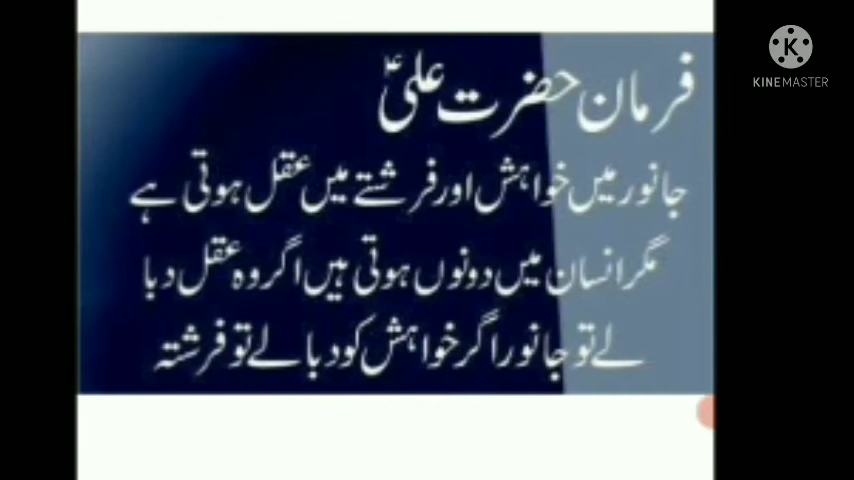 فرمان حضرت علیؑ
جانور میں خواہش اور فرشتے میں عقل ہوتی ہے
مگر انسان میں دونوں ہوتی ہیں اگر وہ عقل دبا
لے تو جانور اگر خواہش کو دبا لے تو فرشتہ
K
KINEMASTER